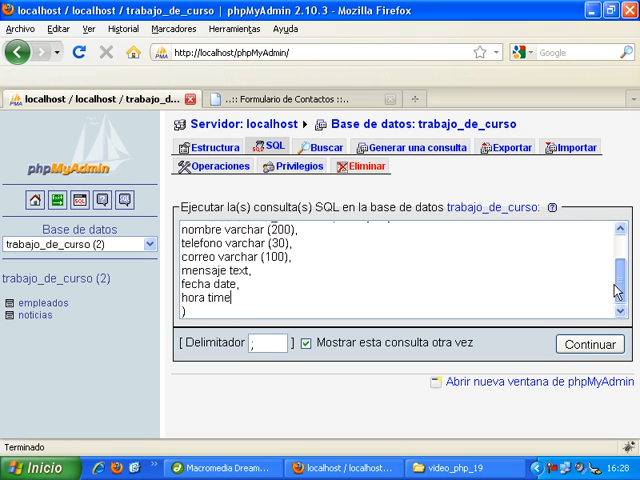 localhost / localhost / trabajo_de_curso | phpMyAdmin 2.10.3 - Mozilla Firefox
Archivo Editar Ver Historial Marcadores Herramientas Ayuda
http://localhost/phpMyAdmin/
Google
localhost / localhost / trabajo_d...
..:: Formulario de Contactos ::..
phpMyAdmin
SQL
Base de datos
trabajo_de_curso (2)
trabajo_de_curso (2)
empleados
noticias
Servidor: localhost Base de datos: trabajo_de_curso
Estructura SQL Buscar Generar una consulta Exportar Importar
Operaciones Privilegios Eliminar
Ejecutar la(s) consulta(s) SQL en la base de datos trabajo_de_curso:
nombre varchar (200),
telefono varchar (30),
correo varchar (100),
mensaje text,
fecha date,
hora time
)
[ Delimitador ; ] Mostrar esta consulta otra vez Continuar
Abrir nueva ventana de phpMyAdmin
Terminado
Inicio Macromedia Dream... localhost / localhost... video_php_19 16:28